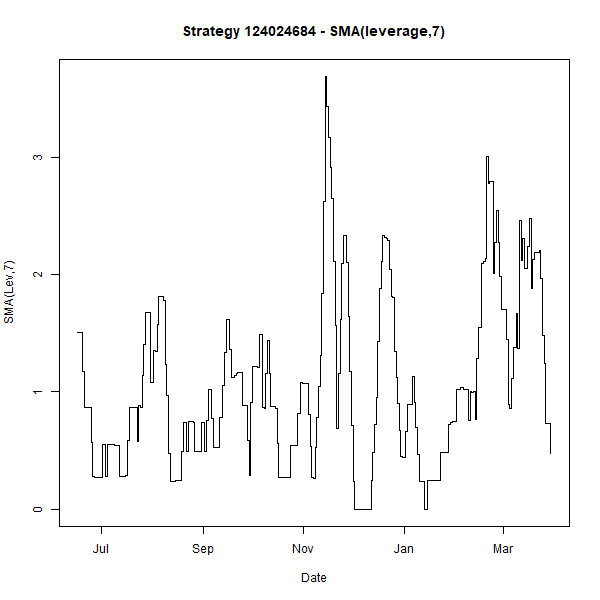 Strategy 124024684 - SMA(leverage,7)
SMA(Lev,7)
3
2
1
0
Jul Sep Nov Jan Mar
Date